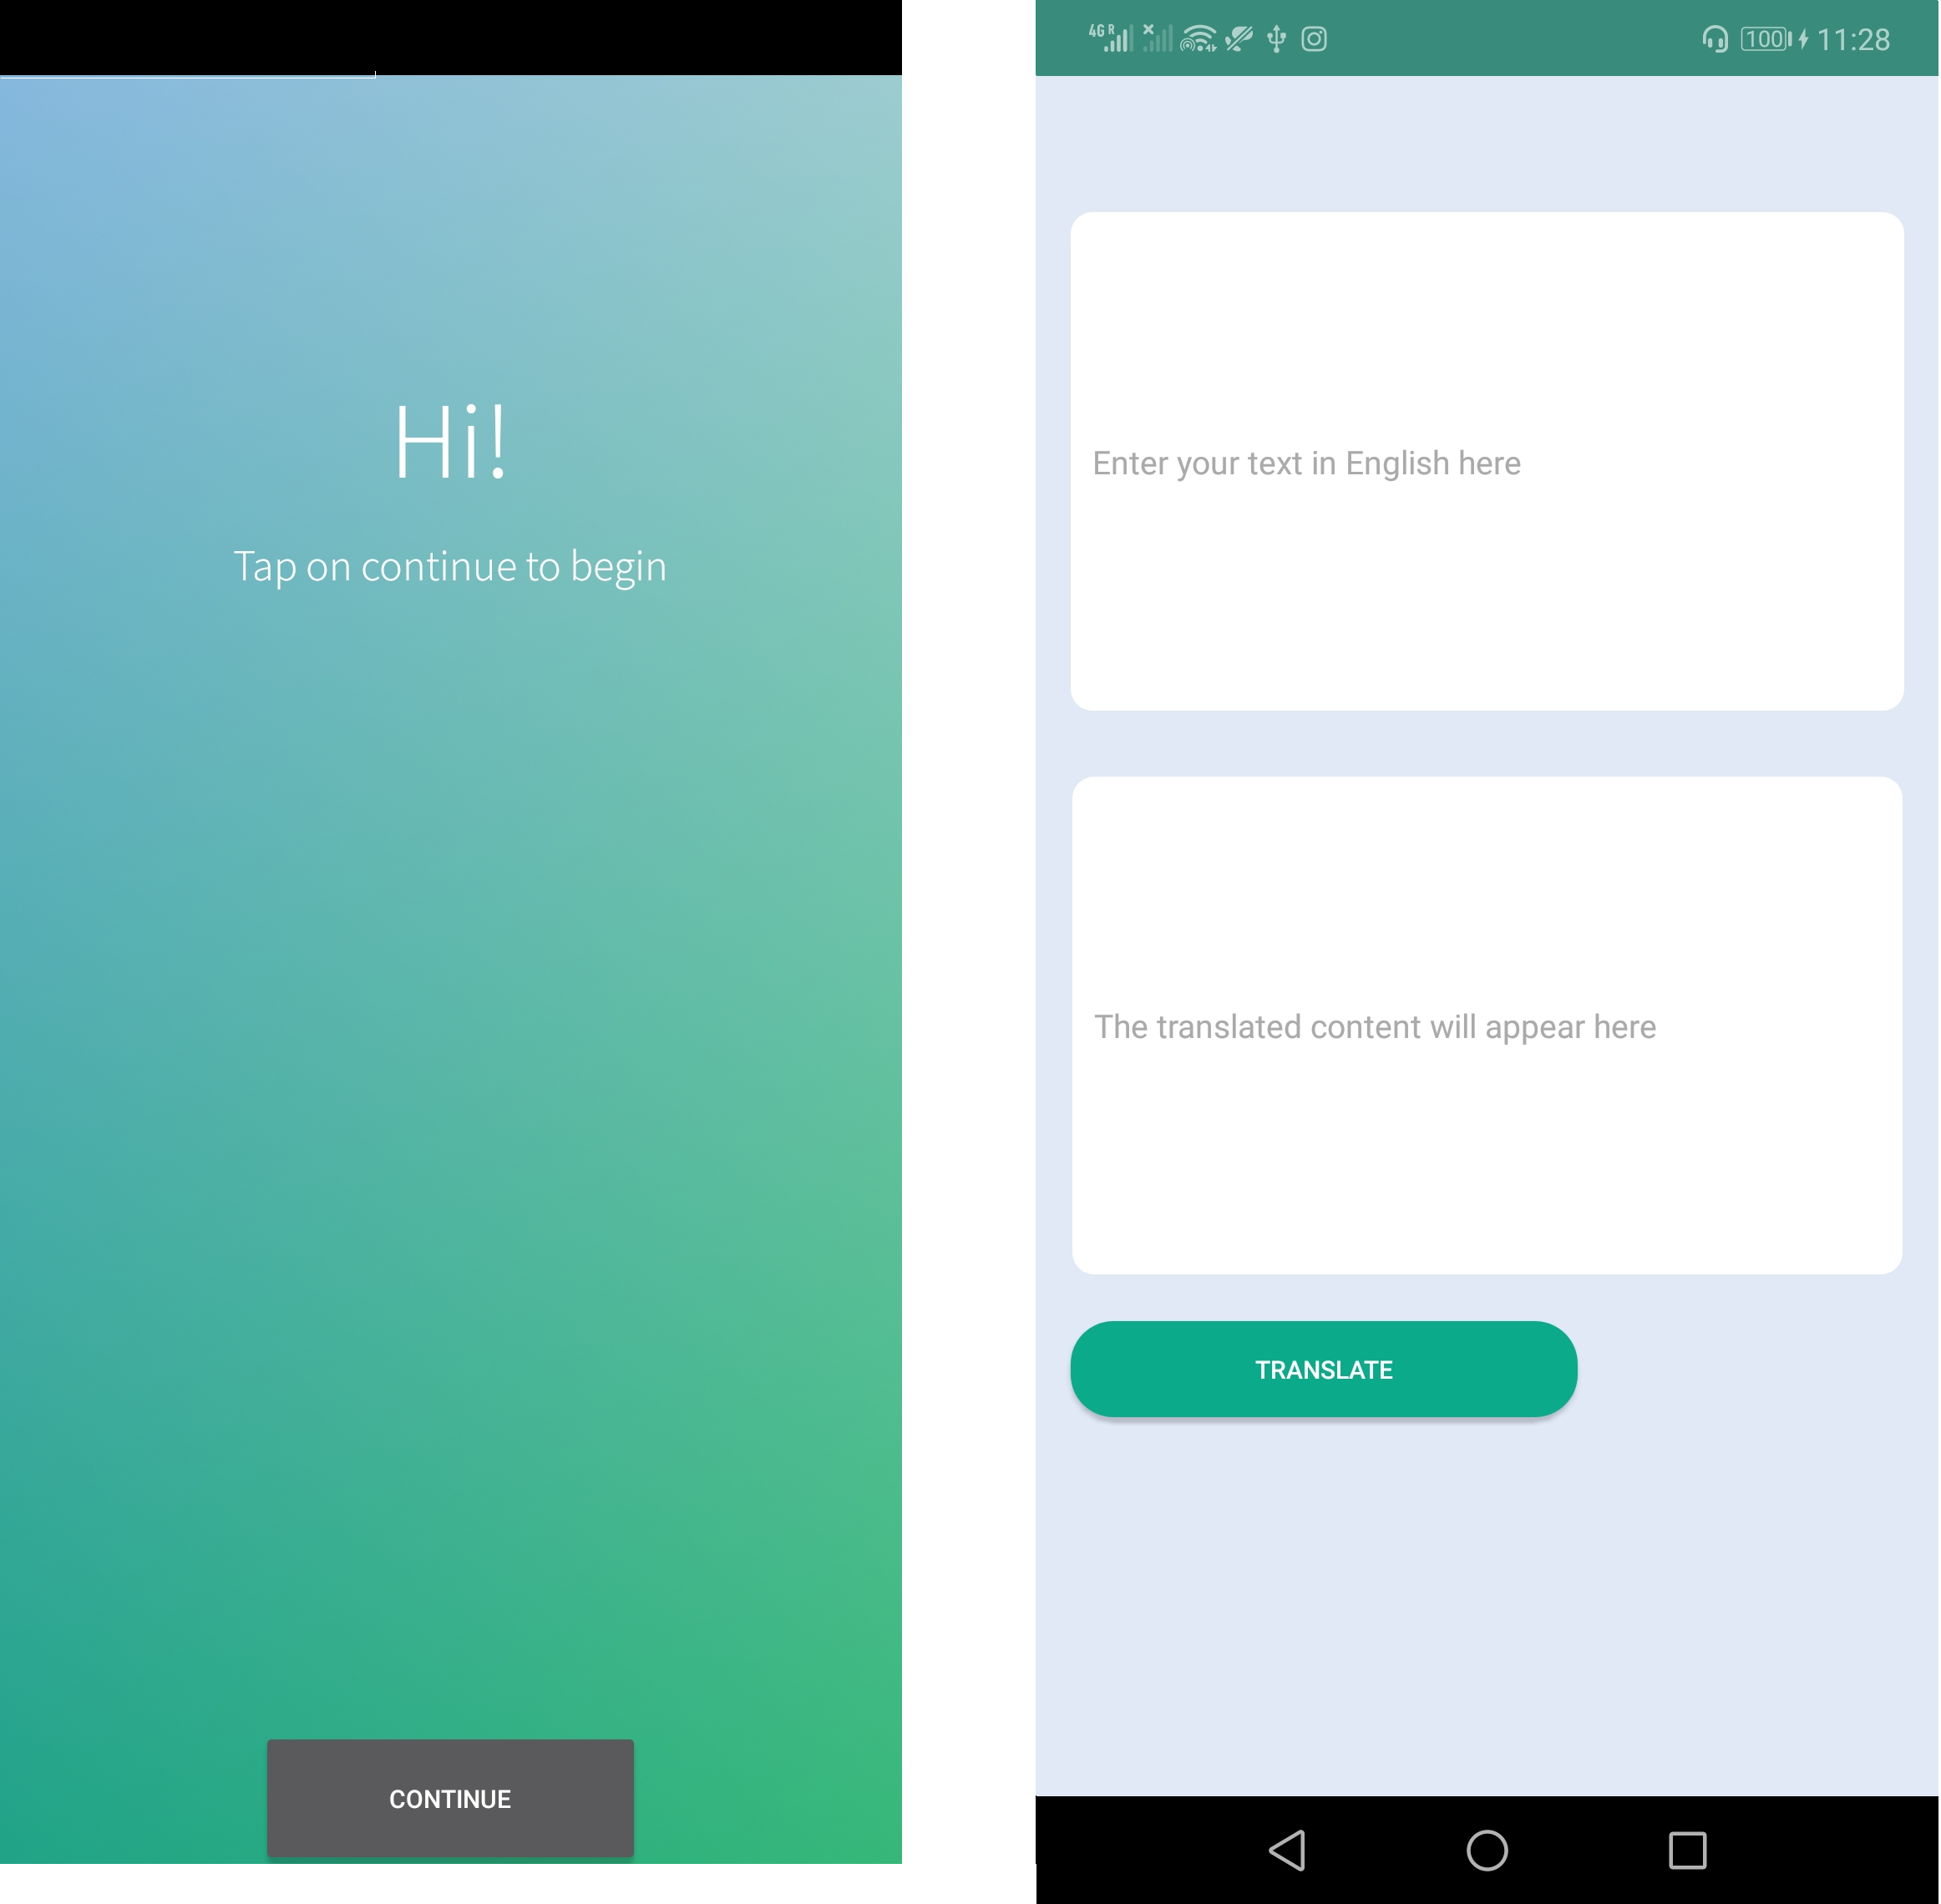 Hi!
Tap on continue to begin
CONTINUE
4G R
100 11:28
Enter your text in English here
The translated content will appear here
TRANSLATE